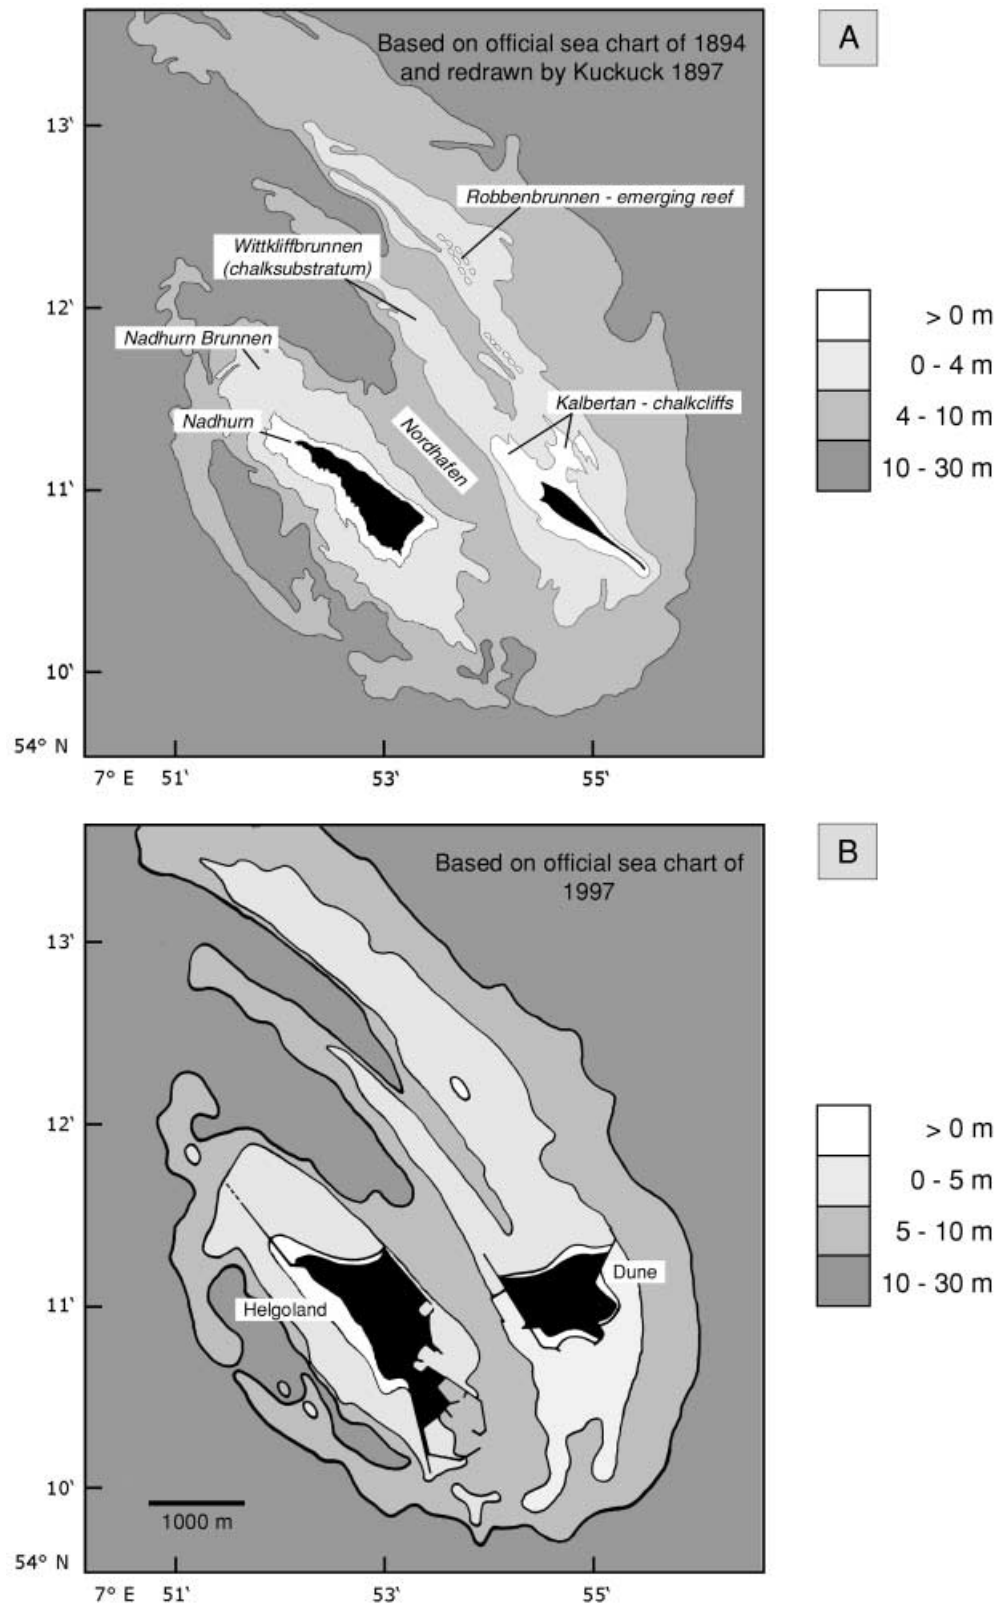 Based on official sea chart of 1894
and redrawn by Kuckuck 1897
A
13‛
Robbenbrunnen - emerging reef
Wittkliffbrunnen
(chalksubstratum)
12‛
Nadhurn Brunnen
Kalbertan - chalkcliffs
Nadhurn
Nordhafen
11‛
10‛
54° N
7° E 51‛ 53‛ 55‛
> 0 m
0 - 4 m
4 - 10 m
10 - 30 m
Based on official sea chart of
1997
B
13‛
12‛
Dune
11‛
Helgoland
10‛
1000 m
54° N
7° E 51‛ 53‛ 55‛
> 0 m
0 - 5 m
5 - 10 m
10 - 30 m